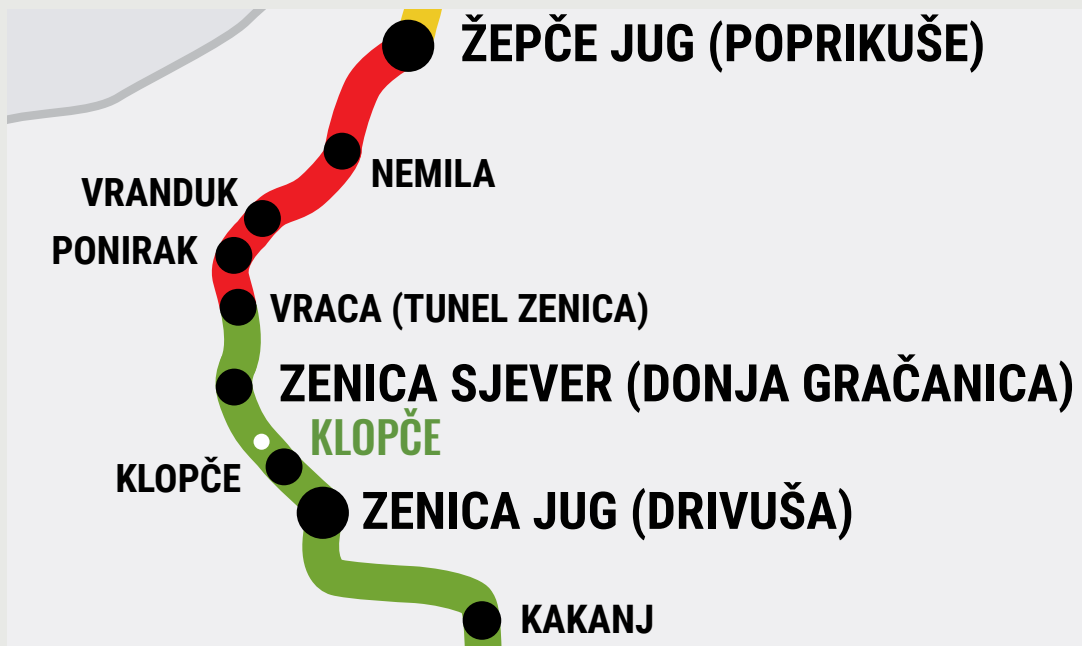 ŽEPČE JUG (POPRIKUŠE)
NEMILA
VRANDUK
PONIRAK
VRACA (TUNEL ZENICA)
ZENICA SJEVER (DONJA GRAČANICA)
KLOPČE
KLOPČE
ZENICA JUG (DRIVUŠA)
KAKANJ